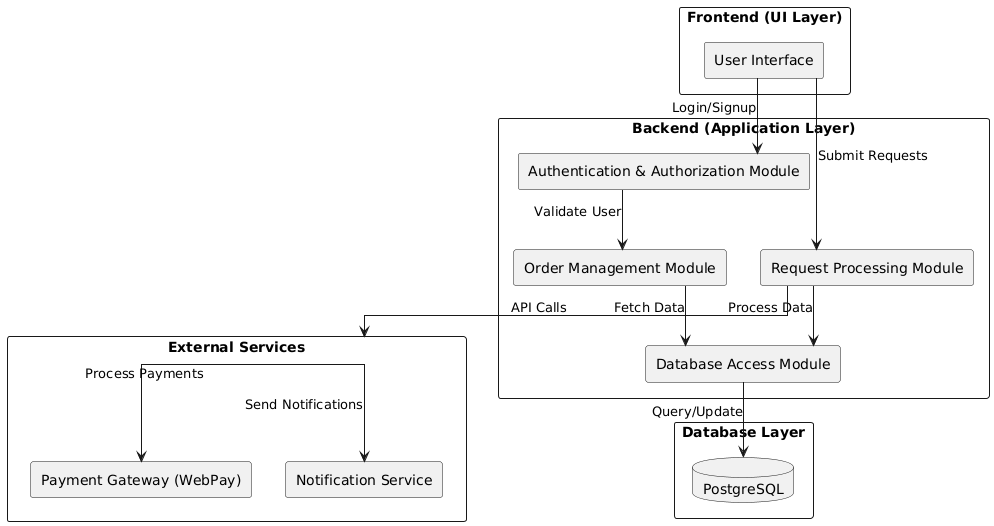 Frontend (UI Layer)
User Interface
Login/Signup
Backend (Application Layer)
Submit Requests
Authentication & Authorization Module
Validate User
Order Management Module
Request Processing Module
API Calls
Fetch Data
Process Data
External Services
Database Access Module
Process Payments
Send Notifications
Query/Update
Database Layer
Payment Gateway (WebPay)
Notification Service
PostgreSQL